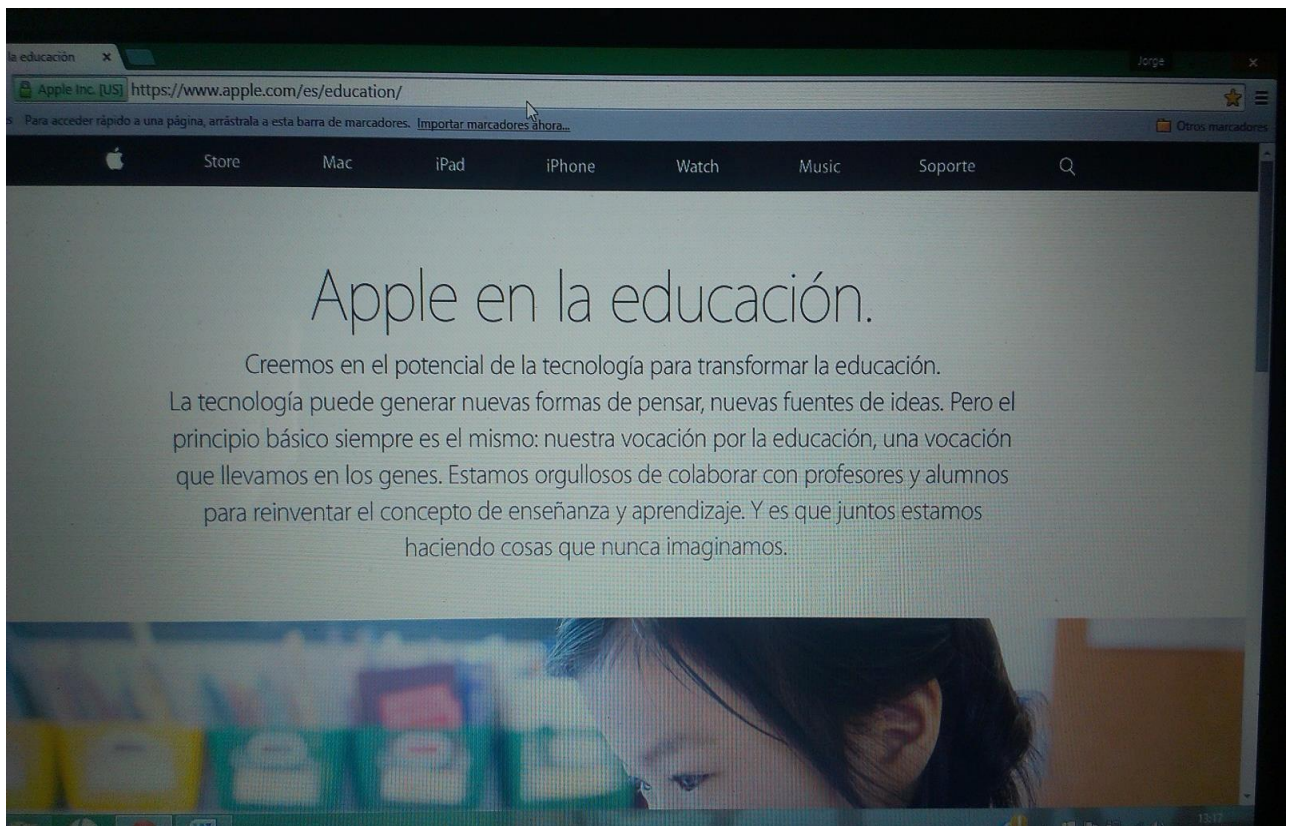 la educación
Jorge
Apple Inc. [US] https://www.apple.com/es/education/
Para acceder rápido a una página, arrástrala a esta barra de marcadores. Importar marcadores ahora...
Otros marcadores
Store Mac iPad iPhone Watch Music Soporte
Apple en la educación.
Creemos en el potencial de la tecnología para transformar la educación.
La tecnología puede generar nuevas formas de pensar, nuevas fuentes de ideas. Pero el
principio básico siempre es el mismo: nuestra vocación por la educación, una vocación
que llevamos en los genes. Estamos orgullosos de colaborar con profesores y alumnos
para reinventar el concepto de enseñanza y aprendizaje. Y es que juntos estamos
haciendo cosas que nunca imaginamos.
13:17